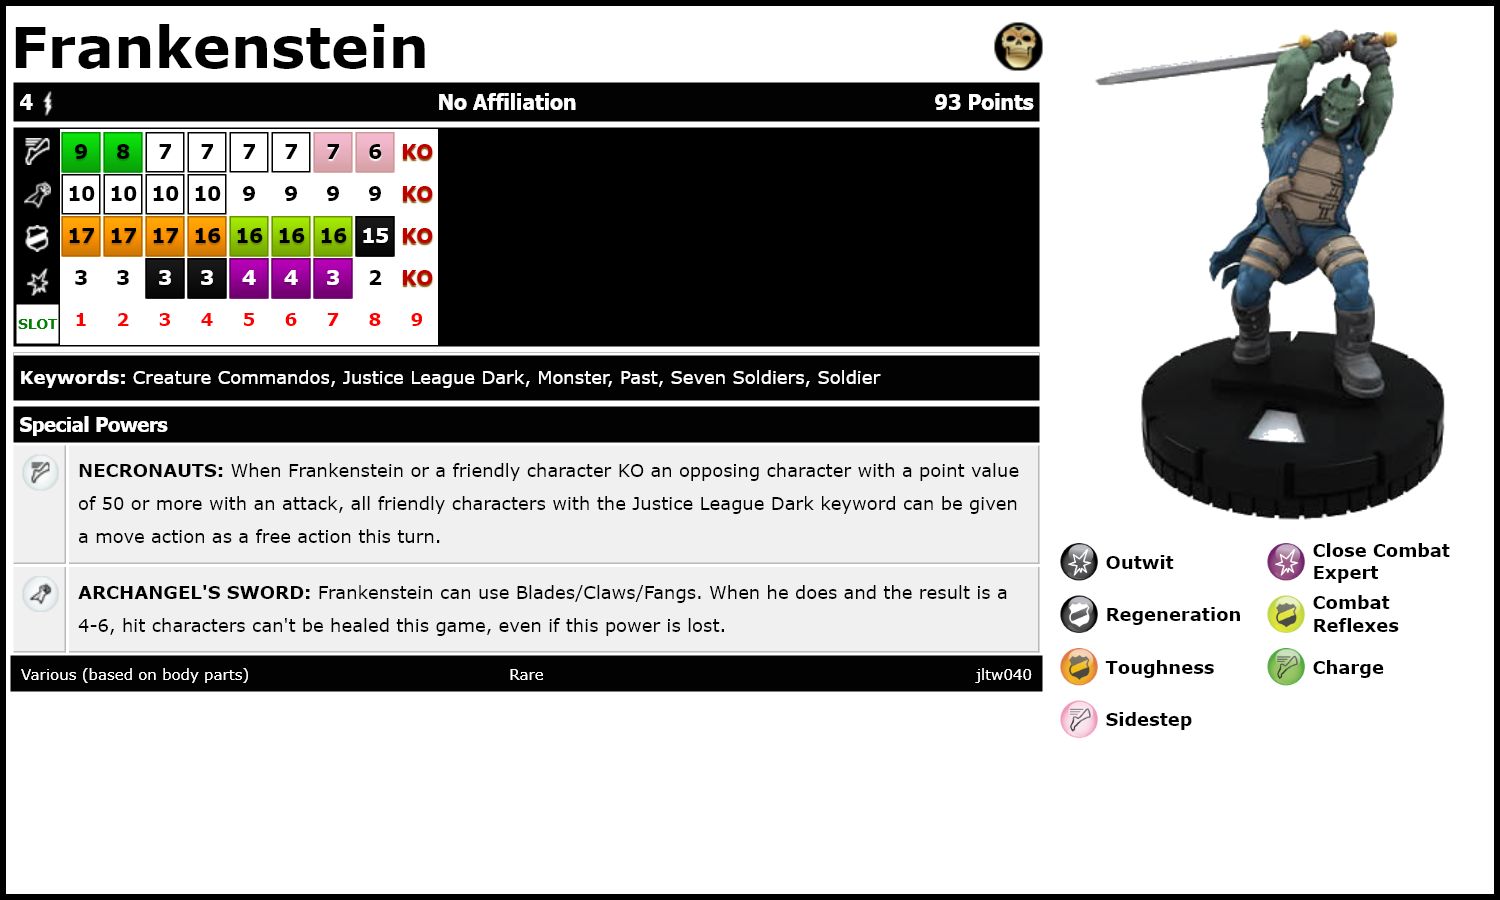 Frankenstein
4 No Affiliation 93 Points
9 8 7 7 7 7 7 6 KO
10 10 10 10 9 9 9 9 KO
17 17 17 16 16 16 16 15 KO
3 3 3 3 4 4 3 2 KO
SLOT 1 2 3 4 5 6 7 8 9
Keywords: Creature Commandos, Justice League Dark, Monster, Past, Seven Soldiers, Soldier
Special Powers
NECRONAUTS: When Frankenstein or a friendly character KO an opposing character with a point value
of 50 or more with an attack, all friendly characters with the Justice League Dark keyword can be given
a move action as a free action this turn.
ARCHANGEL'S SWORD: Frankenstein can use Blades/Claws/Fangs. When he does and the result is a
4-6, hit characters can't be healed this game, even if this power is lost.
Various (based on body parts) Rare jltw040
Outwit
Close Combat
Expert
Regeneration
Combat
Reflexes
Toughness
Charge
Sidestep